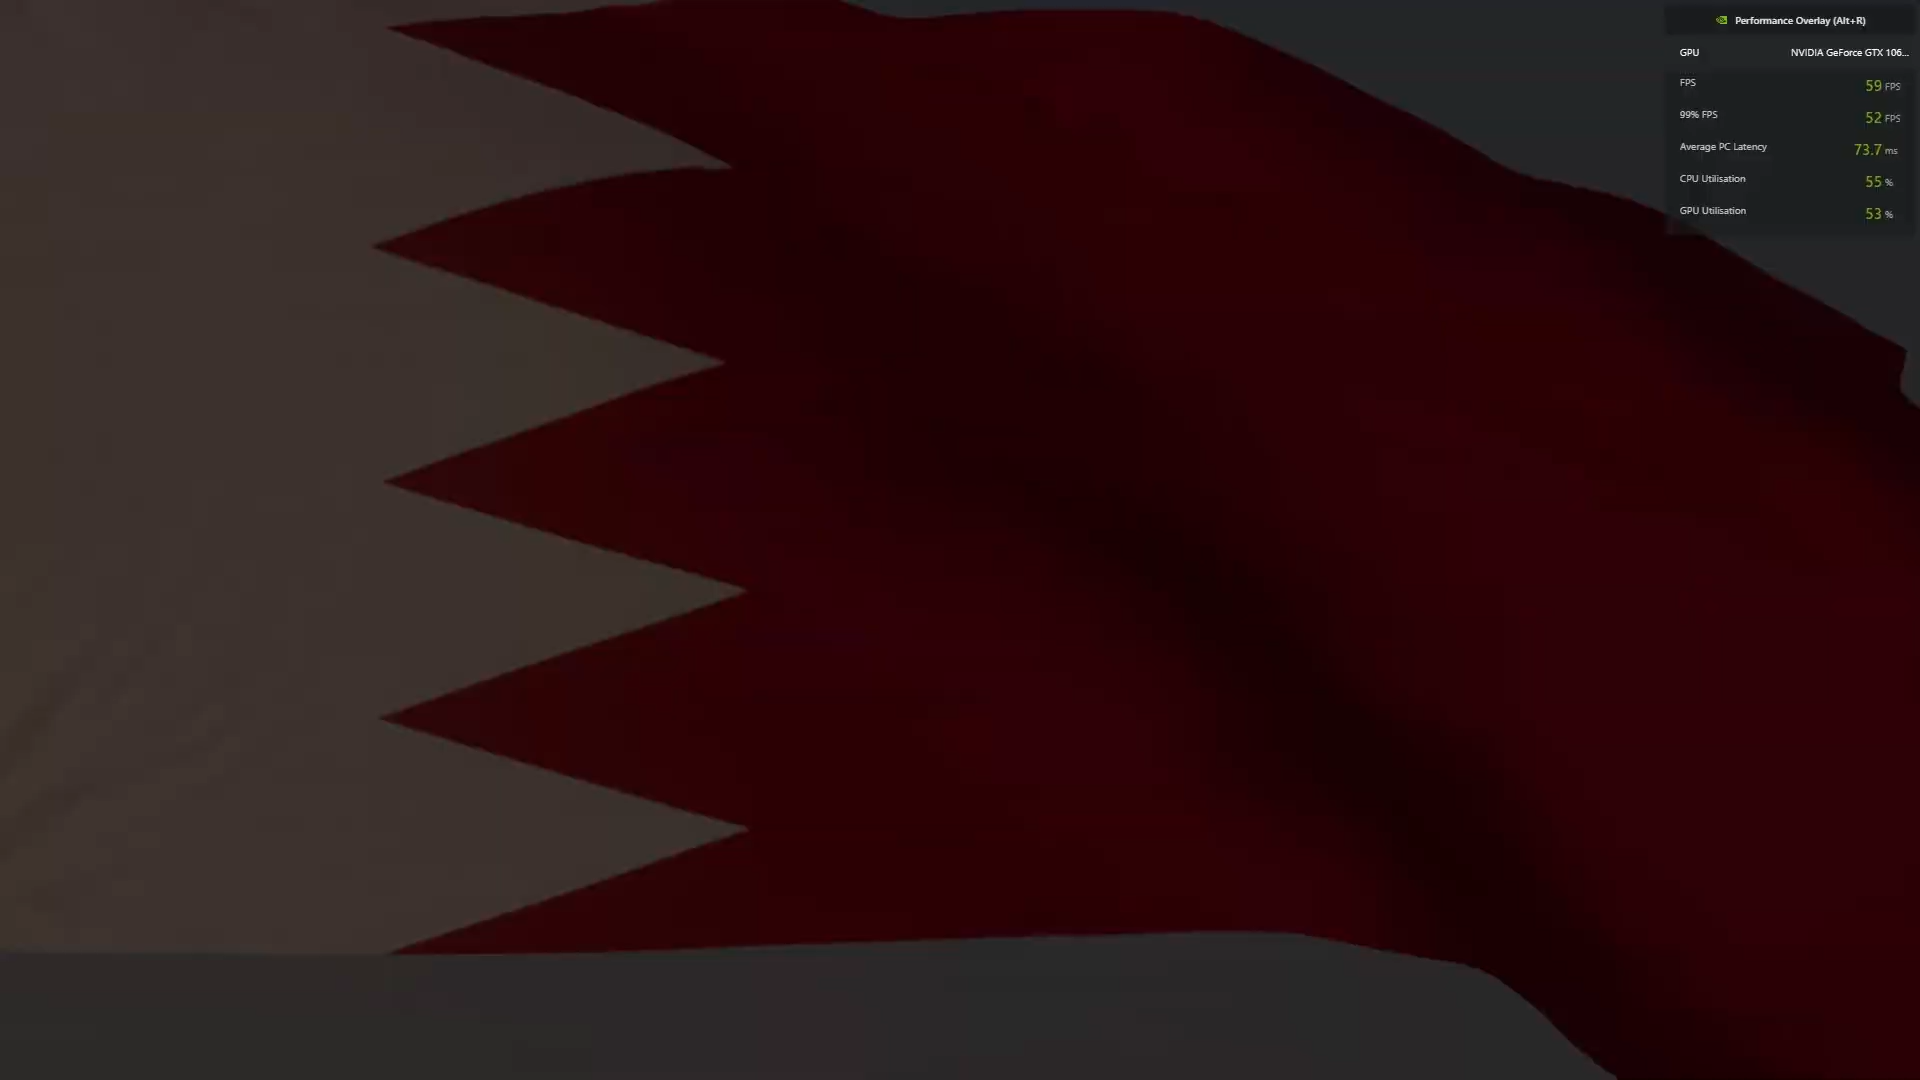 Performance Overlay (Alt+R)
GPU NVIDIA GeForce GTX 106...
FPS 59 FPS
99% FPS 52 FPS
Average PC Latency 73.7 ms
CPU Utilisation 55 %
GPU Utilisation 53 %